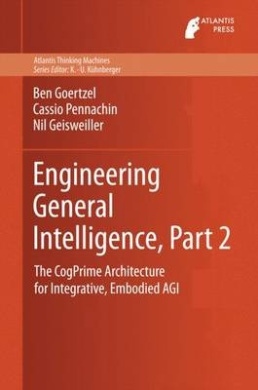 ATLANTIS
PRESS
Atlantis Thinking Machines
Series Editor: K. - U. Kühnberger
Ben Goertzel
Cassio Pennachin
Nil Geisweiller
Engineering
General
Intelligence, Part 2
The CogPrime Architecture
for Integrative, Embodied AGI